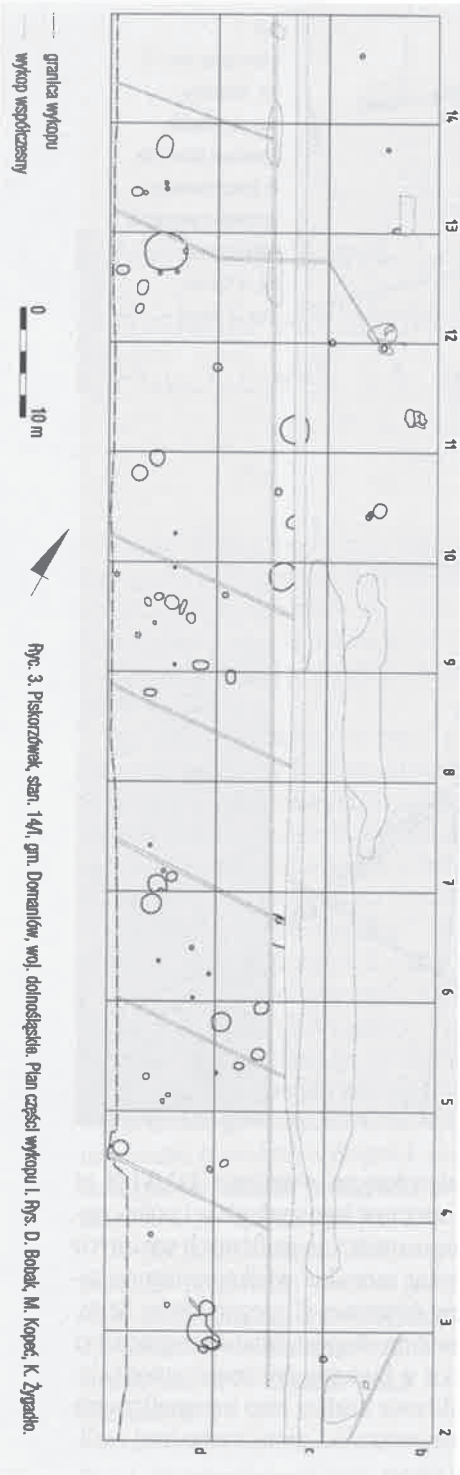 14
13
12
11
10
9
8
7
6
5
4
3
2
b
c
d
granica wykopu
wykop współczesny
0 10 m
Ryc. 3. Piskorzówek, stan. 14/1, gm. Domaniów, woj. dolnośląskie. Plan części wykopu I. Rys. D. Bobak, M. Kopeć, K. Żygadło.